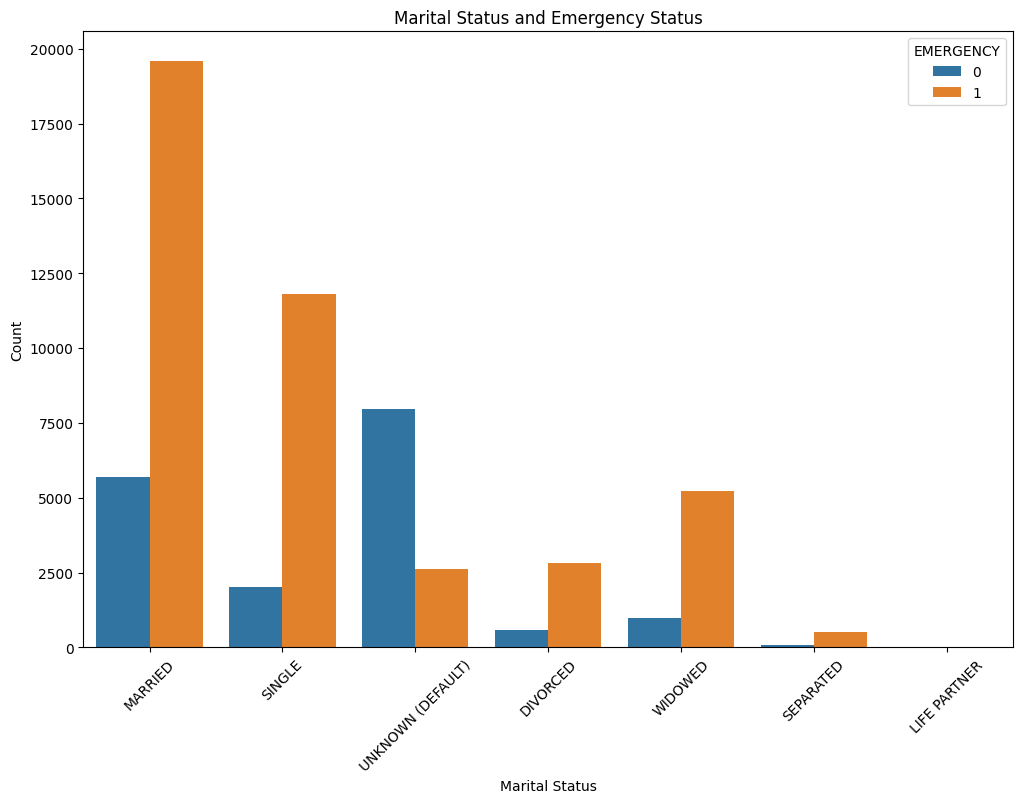 Marital Status and Emergency Status
EMERGENCY
0
1
20000
17500
15000
12500
10000
7500
5000
2500
0
Count
MARRIED
SINGLE
UNKNOWN (DEFAULT)
DIVORCED
WIDOWED
SEPARATED
LIFE PARTNER
Marital Status